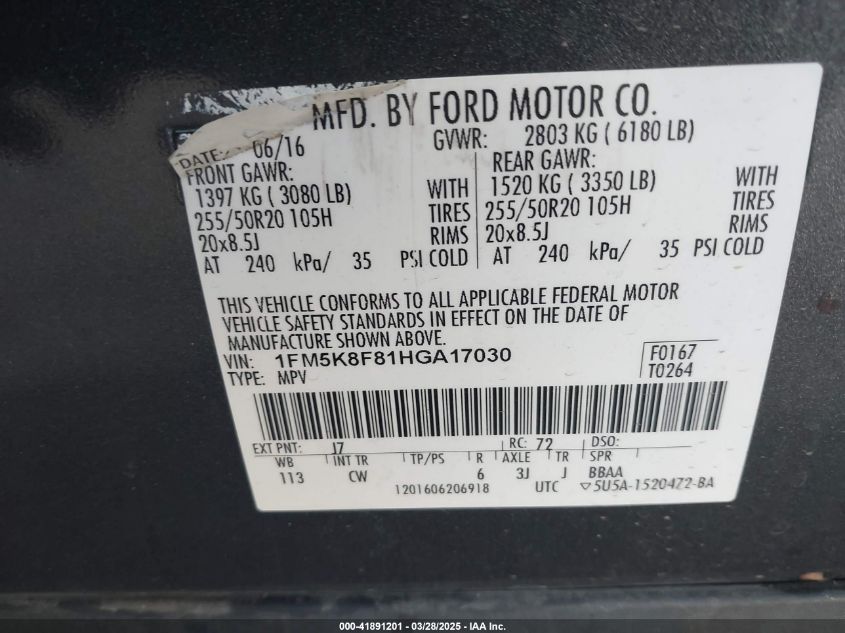 MFD. BY FORD MOTOR CO.
DATE: 06/16 GVWR: 2803 KG ( 6180 LB)
FRONT GAWR: REAR GAWR:
1397 KG ( 3080 LB) WITH 1520 KG ( 3350 LB) WITH
255/50R20 105H TIRES 255/50R20 105H TIRES
20x8.5J RIMS 20x8.5J RIMS
AT 240 kPa/ 35 PSI COLD AT 240 kPa/ 35 PSI COLD
THIS VEHICLE CONFORMS TO ALL APPLICABLE FEDERAL MOTOR
VEHICLE SAFETY STANDARDS IN EFFECT ON THE DATE OF
MANUFACTURE SHOWN ABOVE.
VIN: 1FM5K8F81HGA17030 F0167
TYPE: MPV T0264
EXT PNT: J7 RC: 72 DSO:
WB INT TR TP/PS R AXLE TR SPR
113 CW 6 3J J BBAA
1201606206918 UTC ▽5U5A-1520472-BA
000-41891201 | 03/28/2025 | IAA Inc.